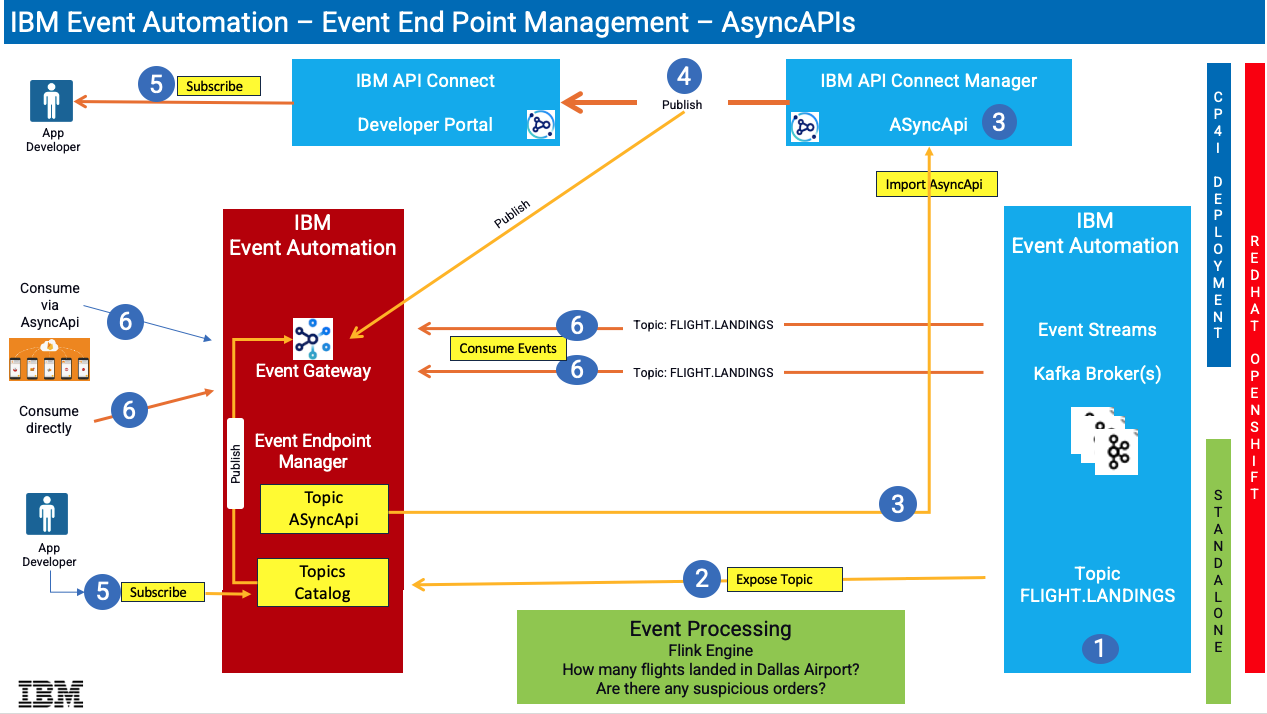 IBM Event Automation – Event End Point Management – AsyncAPIs
5
Subscribe
App
Developer
IBM API Connect
Developer Portal
4
Publish
IBM API Connect Manager
ASyncApi
3
Import AsyncApi
Publish
IBM
Event Automation
Event Gateway
Publish
Event Endpoint
Manager
Topic
ASyncApi
Topics
Catalog
Consume
via
AsyncApi
6
Consume
directly
6
App
Developer
5
Subscribe
6
Topic: FLIGHT.LANDINGS
Consume Events
6
Topic: FLIGHT.LANDINGS
3
2
Expose Topic
IBM
Event Automation
Event Streams
Kafka Broker(s)
Topic
FLIGHT.LANDINGS
1
Event Processing
Flink Engine
How many flights landed in Dallas Airport?
Are there any suspicious orders?
CP4I DEPLOYMENT
STANDALONE
REDHAT OPENSHIFT
IBM